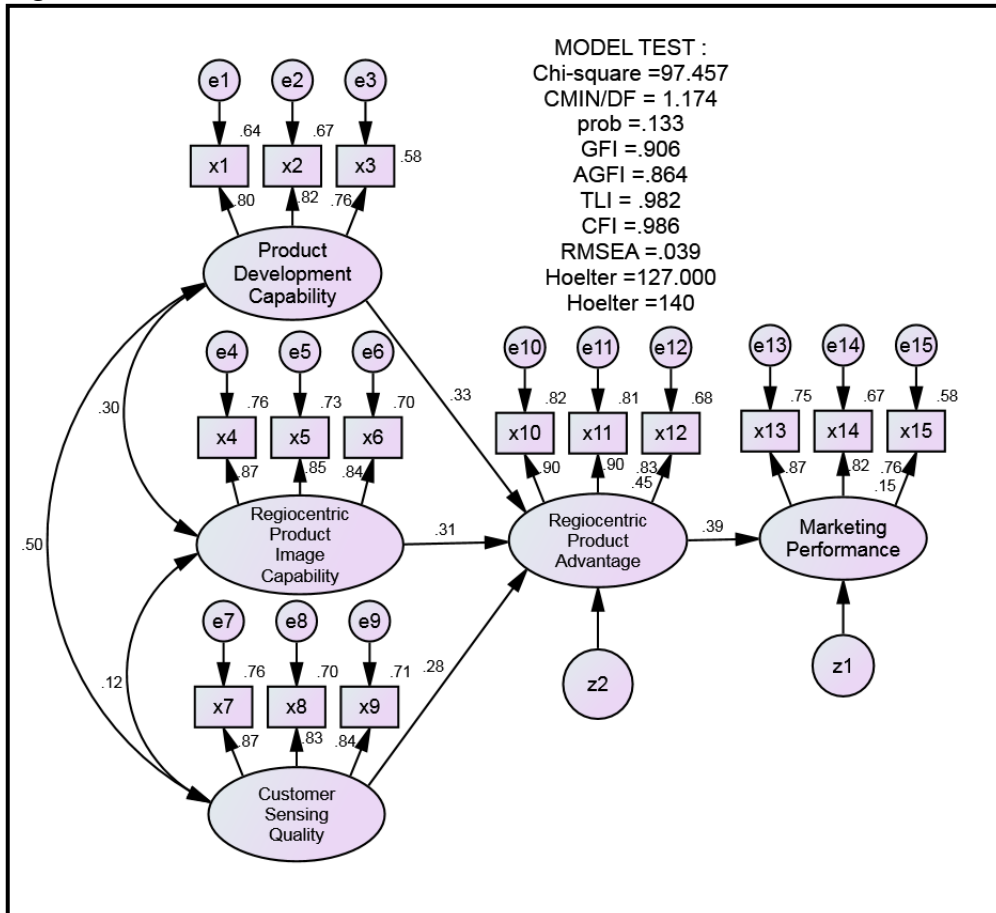 MODEL TEST :
Chi-square =97.457
CMIN/DF = 1.174
prob =.133
GFI =.906
AGFI =.864
TLI =.982
CFI =.986
RMSEA =.039
Hoelter =127.000
Hoelter =140
e1
e2
e3
.64
.67
.58
x1
x2
x3
.80
.82
.76
Product
Development
Capability
.30
.50
.33
e4
e5
e6
.76
.73
.70
x4
x5
x6
.87
.85
.84
Regiocentric
Product
Image
Capability
.31
e10
e11
e12
.82
.81
.68
x10
x11
x12
.90
.90
.83
.45
Regiocentric
Product
Advantage
.39
e13
e14
e15
.75
.67
.58
x13
x14
x15
.87
.82
.76
.15
Marketing
Performance
z2
z1
.12
e7
e8
e9
.76
.70
.71
x7
x8
x9
.87
.83
.84
.28
Customer
Sensing
Quality